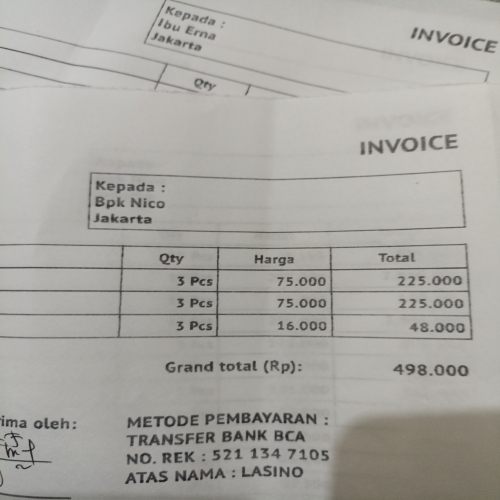 Kepada :
Ibu Erna
Jakarta
INVOICE
Qty
INVOICE
Kepada :
Bpk Nico
Jakarta
Qty Harga Total
3 Pcs 75.000 225.000
3 Pcs 75.000 225.000
3 Pcs 16.000 48.000
Grand total (Rp): 498.000
ima oleh:
METODE PEMBAYARAN :
TRANSFER BANK BCA
NO. REK : 521 134 7105
ATAS NAMA : LASINO